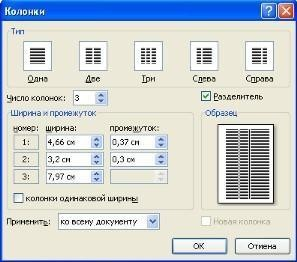 Колонки
Тип
Одна Две Три Слева Справа
Число колонок: 3 Разделитель
Ширина и промежуток Образец
номер: ширина: промежуток:
1: 4,66 см 0,37 см
2: 3,2 см 0,3 см
3: 7,97 см
колонки одинаковой ширины
Применить: ко всему документу Новая колонка
ОК Отмена